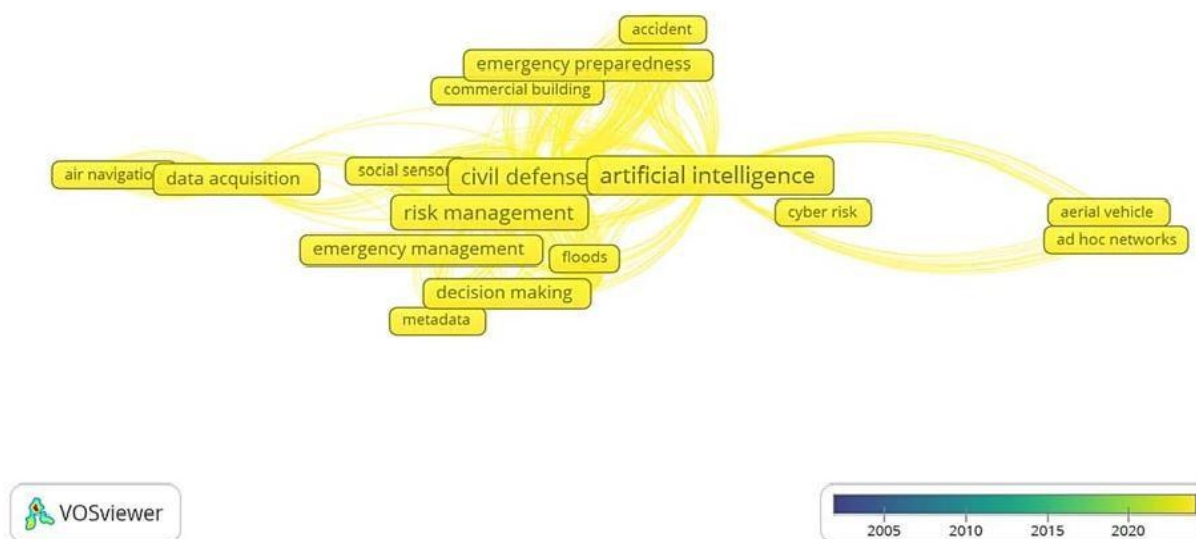 accident
emergency preparedness
commercial building
air navigatio
data acquisition
social sensor
civil defense
artificial intelligence
risk management
cyber risk
aerial vehicle
ad hoc networks
emergency management
floods
decision making
metadata
VOSviewer
2005 2010 2015 2020